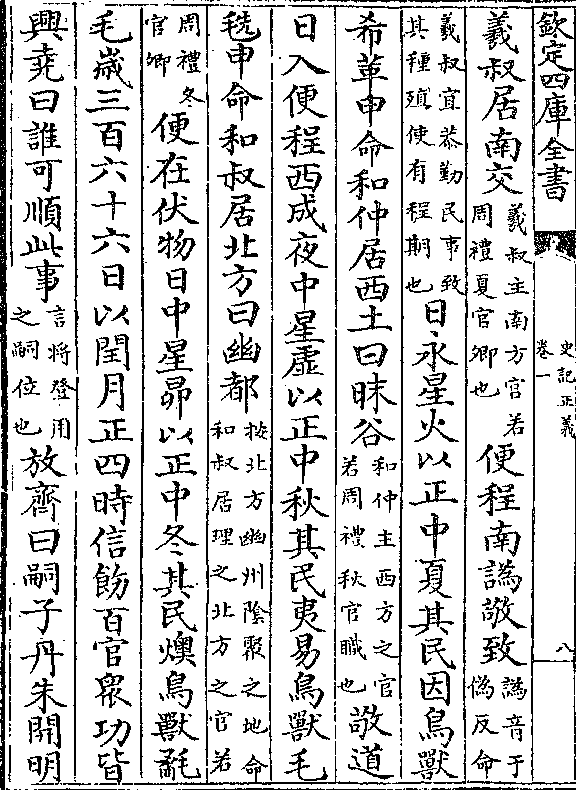 欽定四庫全書 史記正義 卷一 八
羲叔居南交羲叔主南方官若周禮夏官卿也便程南譌敬致譌音于僞反命
羲叔宜恭勤民事致其種殖使有程期也日永星火以正中夏其民因鳥獸
希革申命和仲居西土曰昧谷和仲主西方之官若周禮秋官職也敬道
日入便程西成夜中星虛以正中秋其民夷易鳥獸毛
毨申命和叔居北方曰幽都按北方幽州陰聚之地命和叔居理之北方之官若
周禮冬官卿便在伏物日中星昴以正中冬其民燠鳥獸氄
毛歲三百六十六日以閏月正四時信飭百官衆功皆
興堯曰誰可順此事言將登用之嗣位也放齊曰嗣子丹朱開明